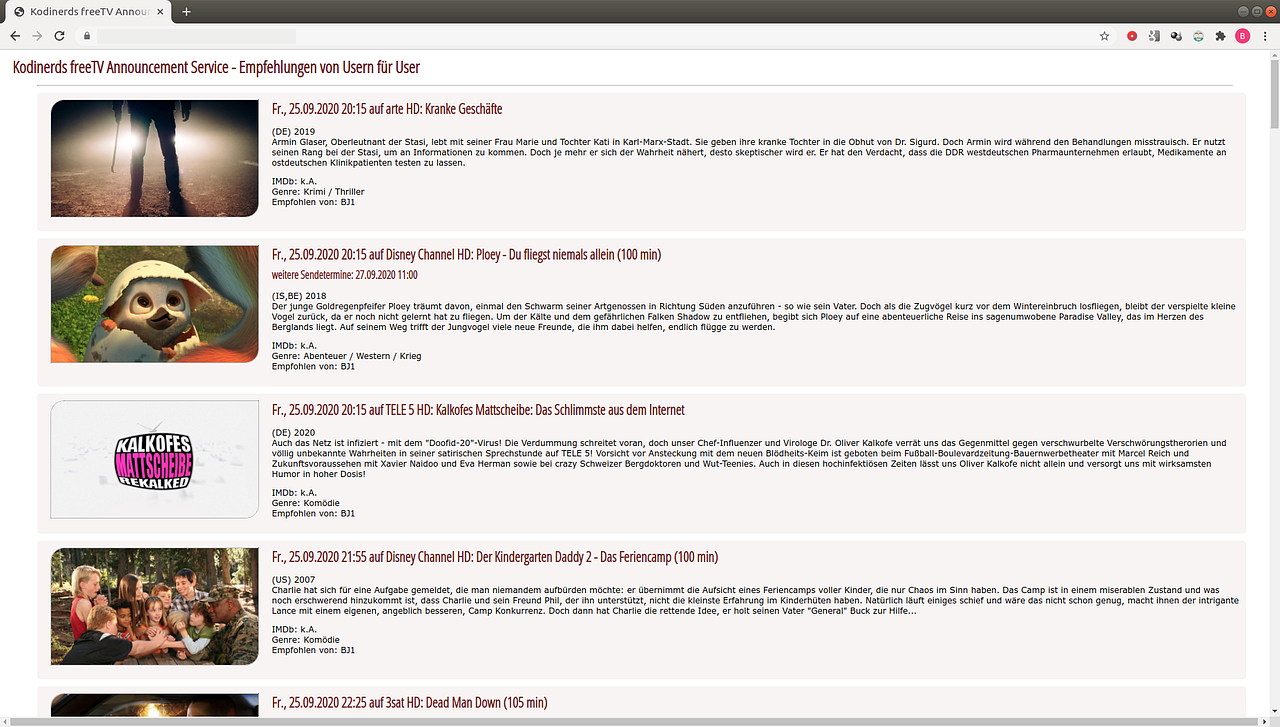 Kodinerds freeTV Annour
Kodinerds freeTV Announcement Service - Empfehlungen von Usern für User
Fr., 25.09.2020 20:15 auf arte HD: Kranke Geschäfte
(DE) 2019
Armin Glaser, Oberleutnant der Stasi, lebt mit seiner Frau Marie und Tochter Kati in Karl-Marx-Stadt. Sie geben ihre kranke Tochter in die Obhut von Dr. Sigurd. Doch Armin wird während den Behandlungen misstrauisch. Er nutzt
seinen Rang bei der Stasi, um an Informationen zu kommen. Doch je mehr er sich der Wahrheit nähert, desto skeptischer wird er. Er hat den Verdacht, dass die DDR westdeutschen Pharmaunternehmen erlaubt, Medikamente an
ostdeutschen Klinikpatienten testen zu lassen.
IMDb: k.A.
Genre: Krimi / Thriller
Empfohlen von: BJ1
Fr., 25.09.2020 20:15 auf Disney Channel HD: Ploey - Du fliegst niemals allein (100 min)
weitere Sendetermine: 27.09.2020 11:00
(IS,BE) 2018
Der junge Goldregenpfeifer Ploey träumt davon, einmal den Schwarm seiner Artgenossen in Richtung Süden anzuführen - so wie sein Vater. Doch als die Zugvögel kurz vor dem Wintereinbruch losfliegen, bleibt der verspielte kleine
Vogel zurück, da er noch nicht gelernt hat zu fliegen. Um der Kälte und dem gefährlichen Falken Shadow zu entfliehen, begibt sich Ploey auf eine abenteuerliche Reise ins sagenumwobene Paradise Valley, das im Herzen des
Berglands liegt. Auf seinem Weg trifft der Jungvogel viele neue Freunde, die ihm dabei helfen, endlich flügge zu werden.
IMDb: k.A.
Genre: Abenteuer / Western / Krieg
Empfohlen von: BJ1
KALKOFES
MATTSCHEIBE
REKALKED
Fr., 25.09.2020 20:15 auf TELE 5 HD: Kalkofes Mattscheibe: Das Schlimmste aus dem Internet
(DE) 2020
Auch das Netz ist infiziert - mit dem "Doofid-20"-Virus! Die Verdummung schreitet voran, doch unser Chef-Influenzer und Virologe Dr. Oliver Kalkofe verrät uns das Gegenmittel gegen verschwurbelte Verschwörungstherorien und
völlig unbekannte Wahrheiten in seiner satirischen Sprechstunde auf TELE 5! Vorsicht vor Ansteckung mit dem neuen Blödheits-Keim ist geboten beim Fußball-Boulevardzeitung-Bauernwerbetheater mit Marcel Reich und
Zukunftsvoraussehen mit Xavier Naidoo und Eva Herman sowie bei crazy Schweizer Bergdoktoren und Wut-Teenies. Auch in diesen hochinfektiösen Zeiten lässt uns Oliver Kalkofe nicht allein und versorgt uns mit wirksamsten
Humor in hoher Dosis!
IMDb: k.A.
Genre: Komödie
Empfohlen von: BJ1
Fr., 25.09.2020 21:55 auf Disney Channel HD: Der Kindergarten Daddy 2 - Das Feriencamp (100 min)
(US) 2007
Charlie hat sich für eine Aufgabe gemeldet, die man niemandem aufbürden möchte: er übernimmt die Aufsicht eines Feriencamps voller Kinder, die nur Chaos im Sinn haben. Das Camp ist in einem miserablen Zustand und was
noch erschwerend hinzukommt ist, dass Charlie und sein Freund Phil, der ihn unterstützt, nicht die kleinste Erfahrung im Kinderhüten haben. Natürlich läuft einiges schief und wäre das nicht schon genug, macht ihnen der intrigante
Lance mit einem eigenen, angeblich besseren, Camp Konkurrenz. Doch dann hat Charlie die rettende Idee, er holt seinen Vater "General" Buck zur Hilfe...
IMDb: k.A.
Genre: Komödie
Empfohlen von: BJ1
Fr., 25.09.2020 22:25 auf 3sat HD: Dead Man Down (105 min)